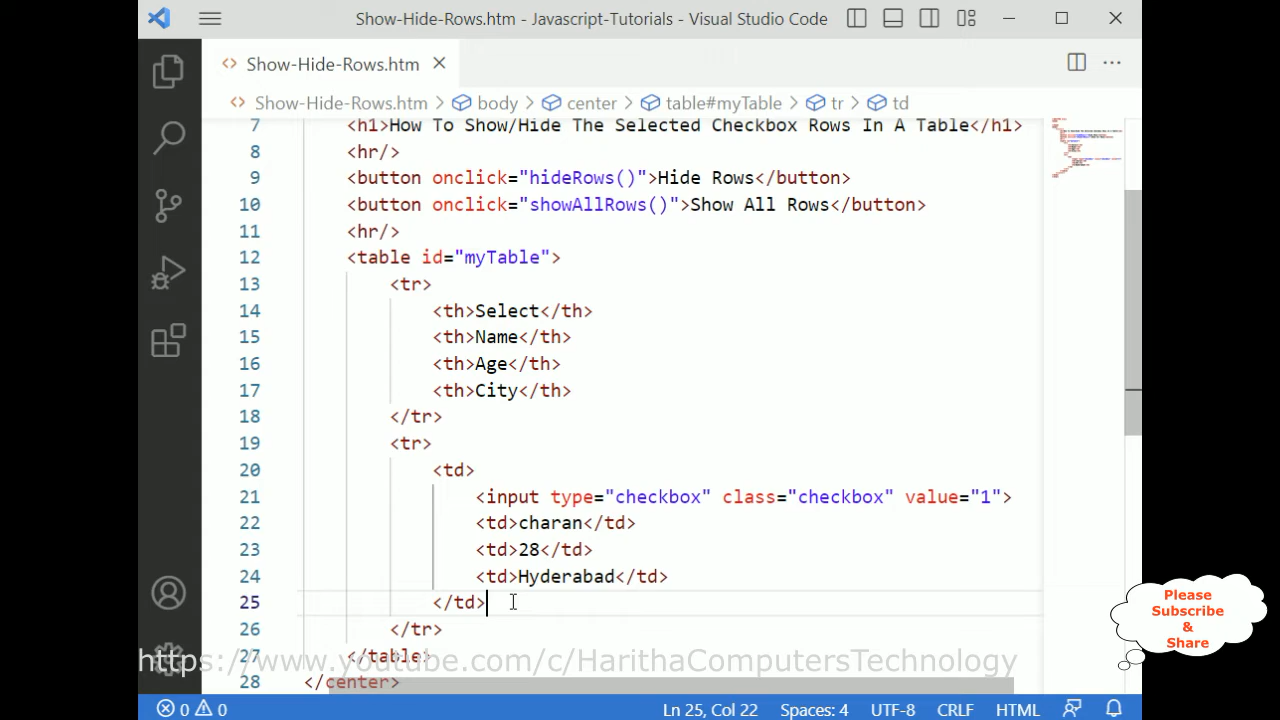 Show-Hide-Rows.htm - Javascript-Tutorials - Visual Studio Code
<> Show-Hide-Rows.htm
<> Show-Hide-Rows.htm > body > center > table#myTable > tr > td
7 <h1>How To Show/Hide The Selected Checkbox Rows In A Table</h1>
8 <hr/>
9 <button onclick="hideRows()">Hide Rows</button>
10 <button onclick="showAllRows()">Show All Rows</button>
11 <hr/>
12 <table id="myTable">
13 <tr>
14 <th>Select</th>
15 <th>Name</th>
16 <th>Age</th>
17 <th>City</th>
18 </tr>
19 <tr>
20 <td>
21 <input type="checkbox" class="checkbox" value="1">
22 <td>charan</td>
23 <td>28</td>
24 <td>Hyderabad</td>
25 </td>
26 </tr>
27 </table>
28 </center>
Please
Subscribe
&
Share
https://www.youtube.com/c/HarithaComputersTechnology
0 0 Ln 25, Col 22 Spaces: 4 UTF-8 CRLF HTML